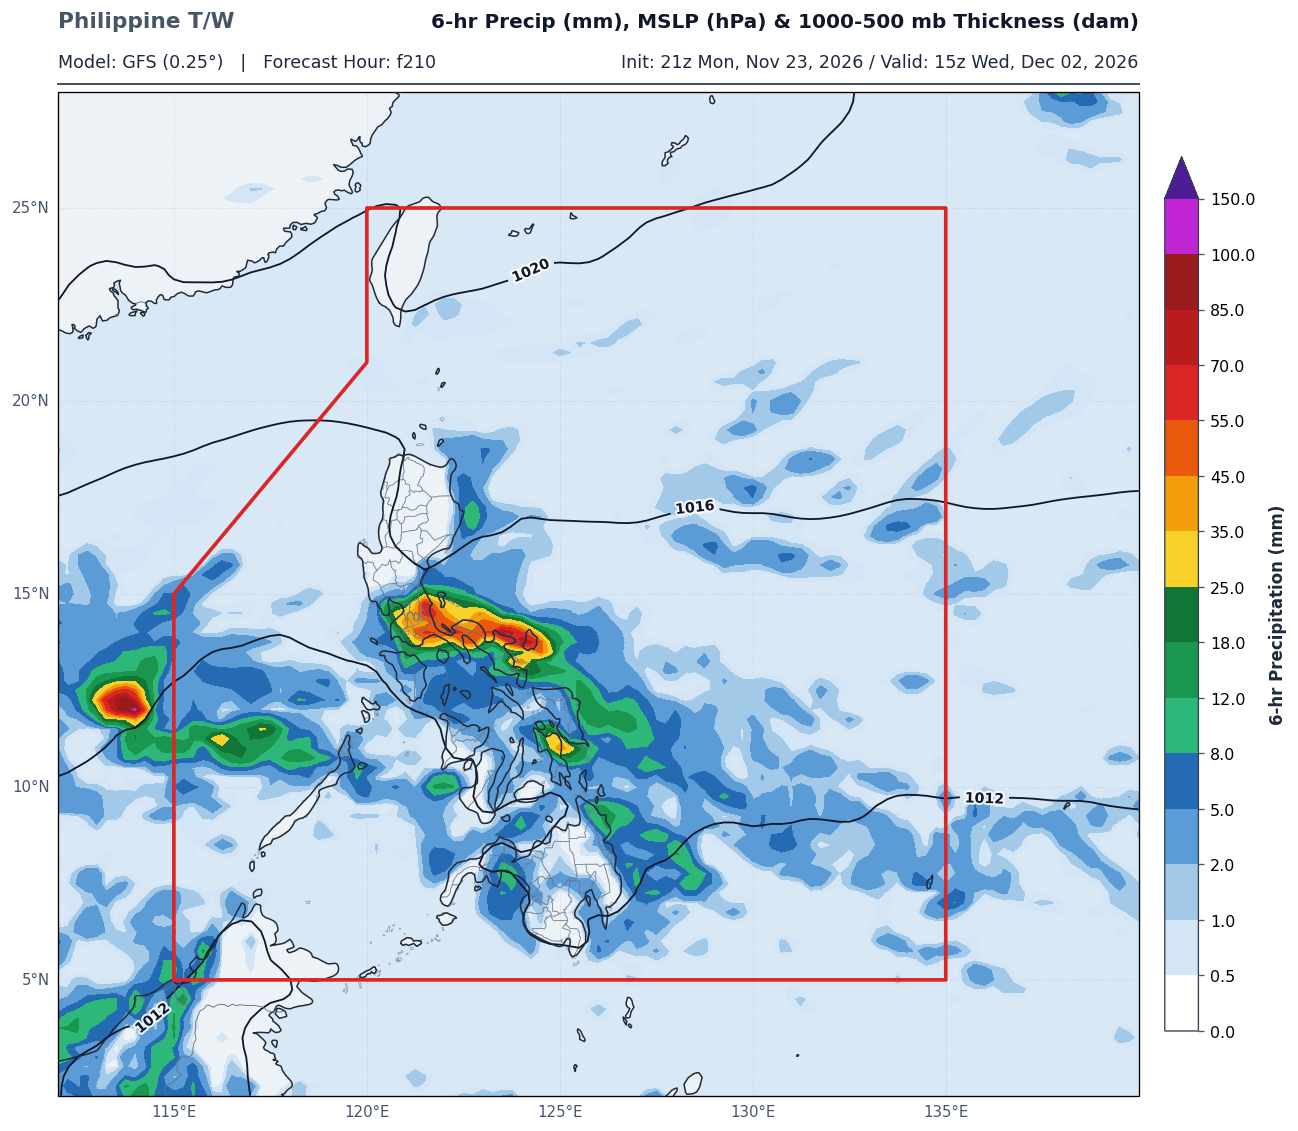 Philippine T/W
6-hr Precip (mm), MSLP (hPa) & 1000-500 mb Thickness (dam)
Model: GFS (0.25°) | Forecast Hour: f210
Init: 21z Mon, Nov 23, 2026 / Valid: 15z Wed, Dec 02, 2026
25°N
20°N
15°N
10°N
5°N
115°E
120°E
125°E
130°E
135°E
1020
1016
1012
1012
150.0
100.0
85.0
70.0
55.0
45.0
35.0
25.0
18.0
12.0
8.0
5.0
2.0
1.0
0.5
0.0
6-hr Precipitation (mm)